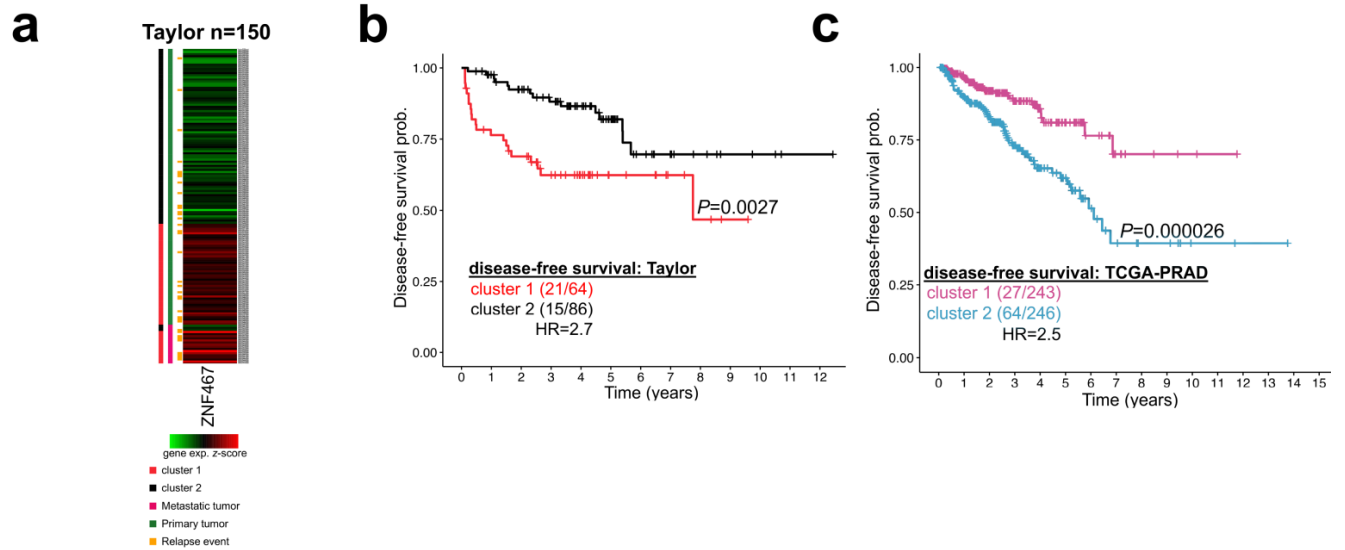 a
Taylor n=150
ZNF467
gene exp. z-score
cluster 1
cluster 2
Metastatic tumor
Primary tumor
Relapse event
b
Disease-free survival prob.
1.00
0.75
0.50
0.25
0.00
P=0.0027
disease-free survival: Taylor
cluster 1 (21/64)
cluster 2 (15/86)
HR=2.7
0 1 2 3 4 5 6 7 8 9 10 11 12
Time (years)
c
Disease-free survival prob.
1.00
0.75
0.50
0.25
0.00
P=0.000026
disease-free survival: TCGA-PRAD
cluster 1 (27/243)
cluster 2 (64/246)
HR=2.5
0 1 2 3 4 5 6 7 8 9 10 11 12 13 14 15
Time (years)